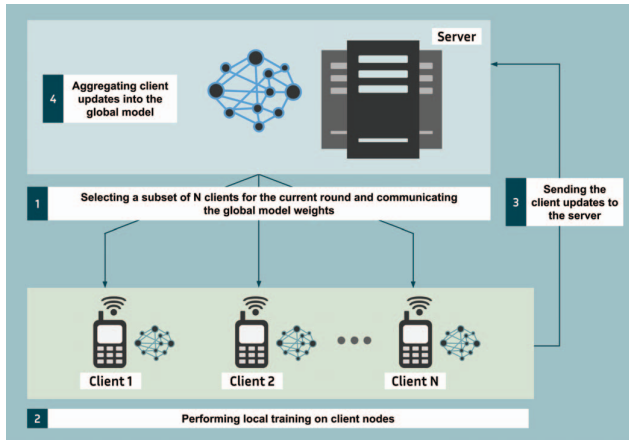 Server
4
Aggregating client
updates into the
global model
1
Selecting a subset of N clients for the current round and communicating
the global model weights
3
Sending the
client updates to
the server
Client 1
Client 2
Client N
2
Performing local training on client nodes